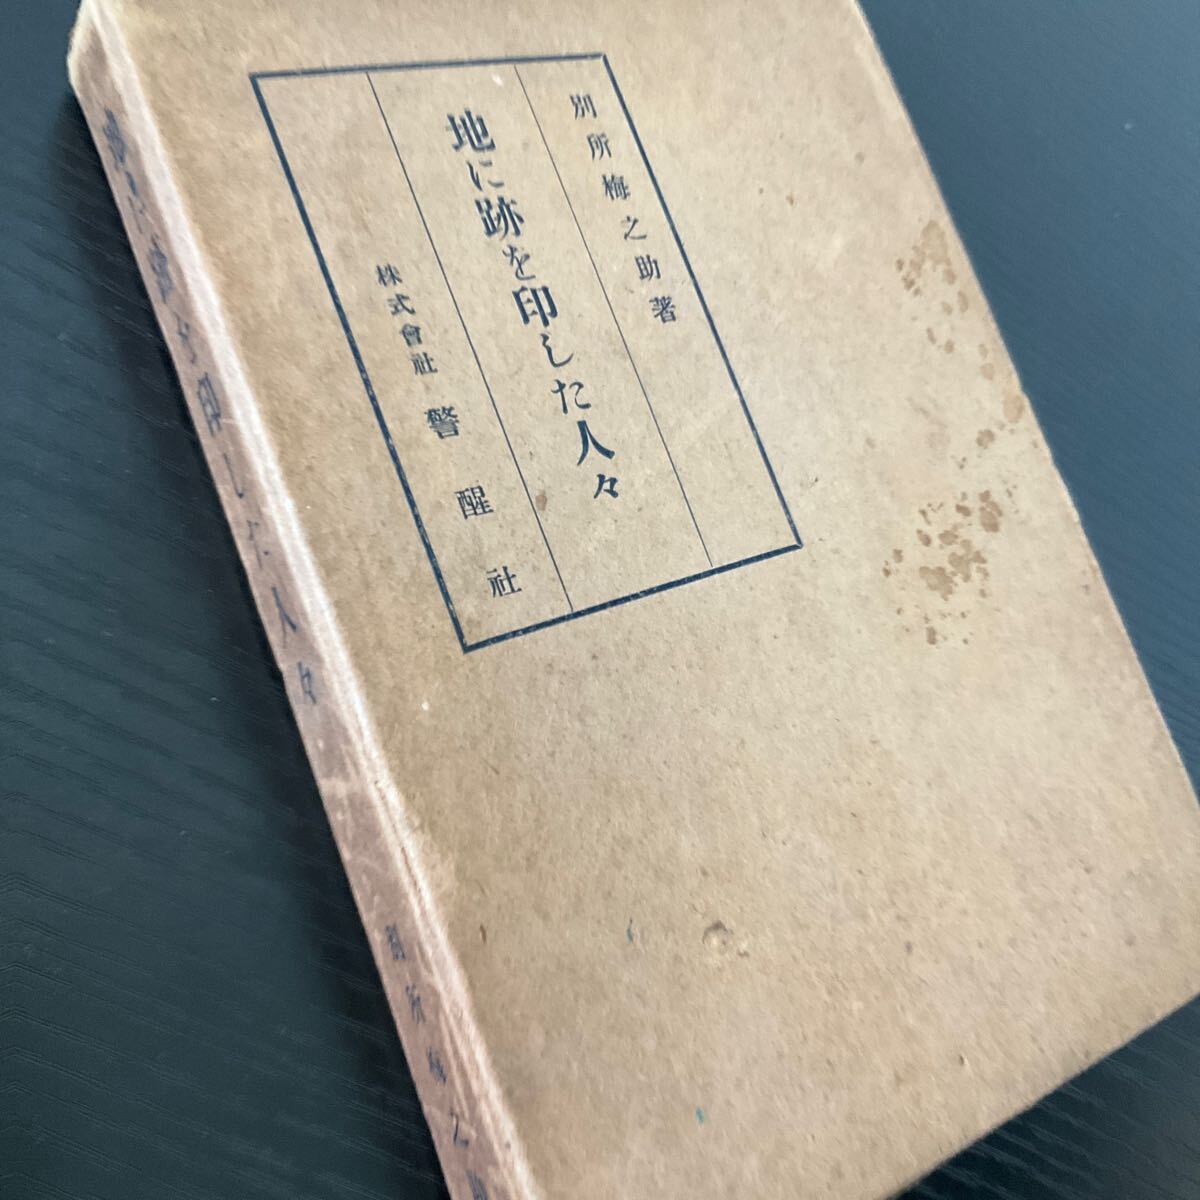 別所梅之助著
地に跡を印した人々
株式會社 警醒社
地に跡を印した人々 別所梅之助